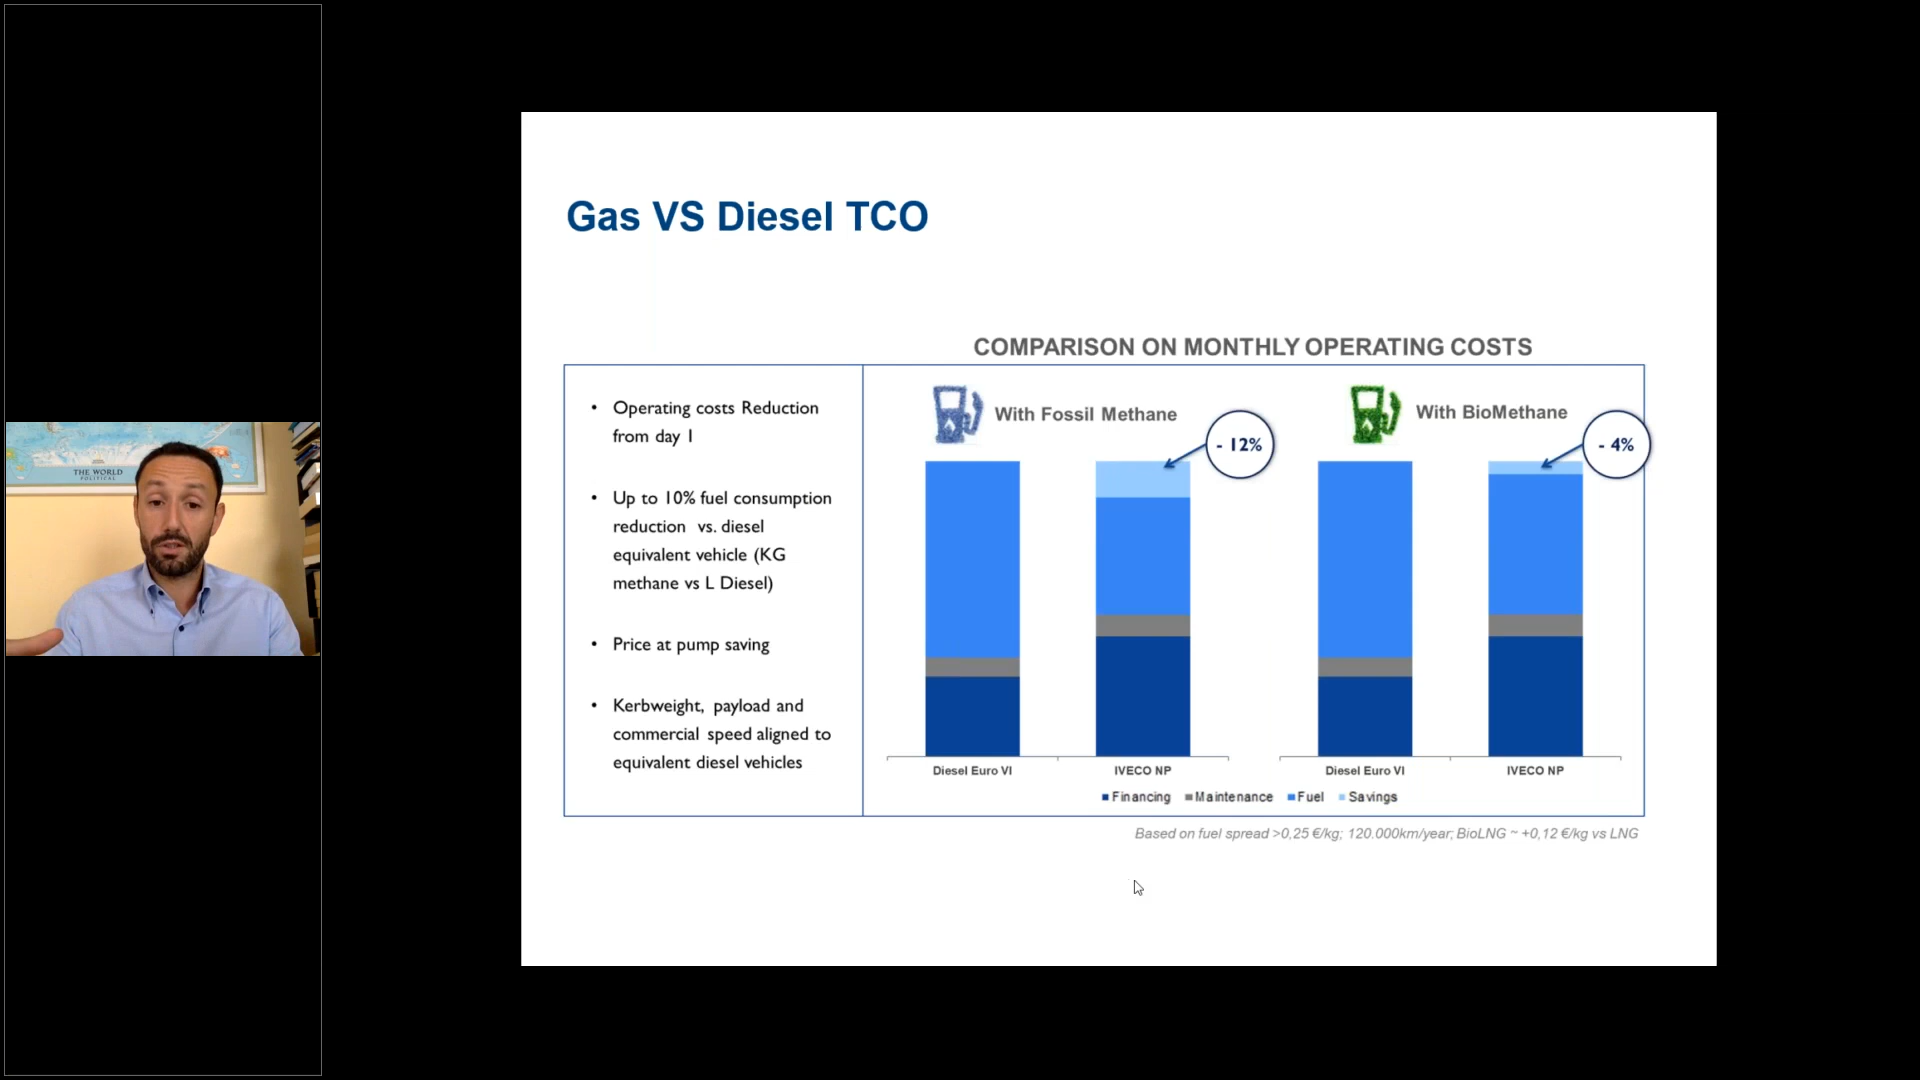 THE WORLD
POLITICAL
Gas VS Diesel TCO
COMPARISON ON MONTHLY OPERATING COSTS
• Operating costs Reduction
from day 1
• Up to 10% fuel consumption
reduction vs. diesel
equivalent vehicle (KG
methane vs L Diesel)
• Price at pump saving
• Kerbweight, payload and
commercial speed aligned to
equivalent diesel vehicles
With Fossil Methane
- 12%
With BioMethane
- 4%
Diesel Euro VI
IVECO NP
Diesel Euro VI
IVECO NP
Financing Maintenance Fuel Savings
Based on fuel spread >0,25 €/kg; 120.000km/year; BioLNG ~ +0,12 €/kg vs LNG